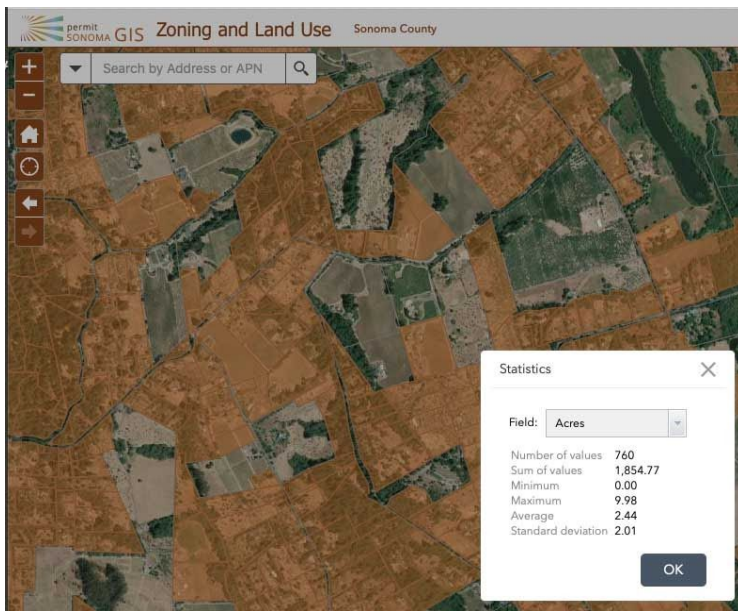 permit
SONOMA GIS Zoning and Land Use Sonoma County
+
Search by Address or APN
−
Statistics
Field: Acres
Number of values 760
Sum of values 1,854.77
Minimum 0.00
Maximum 9.98
Average 2.44
Standard deviation 2.01
OK